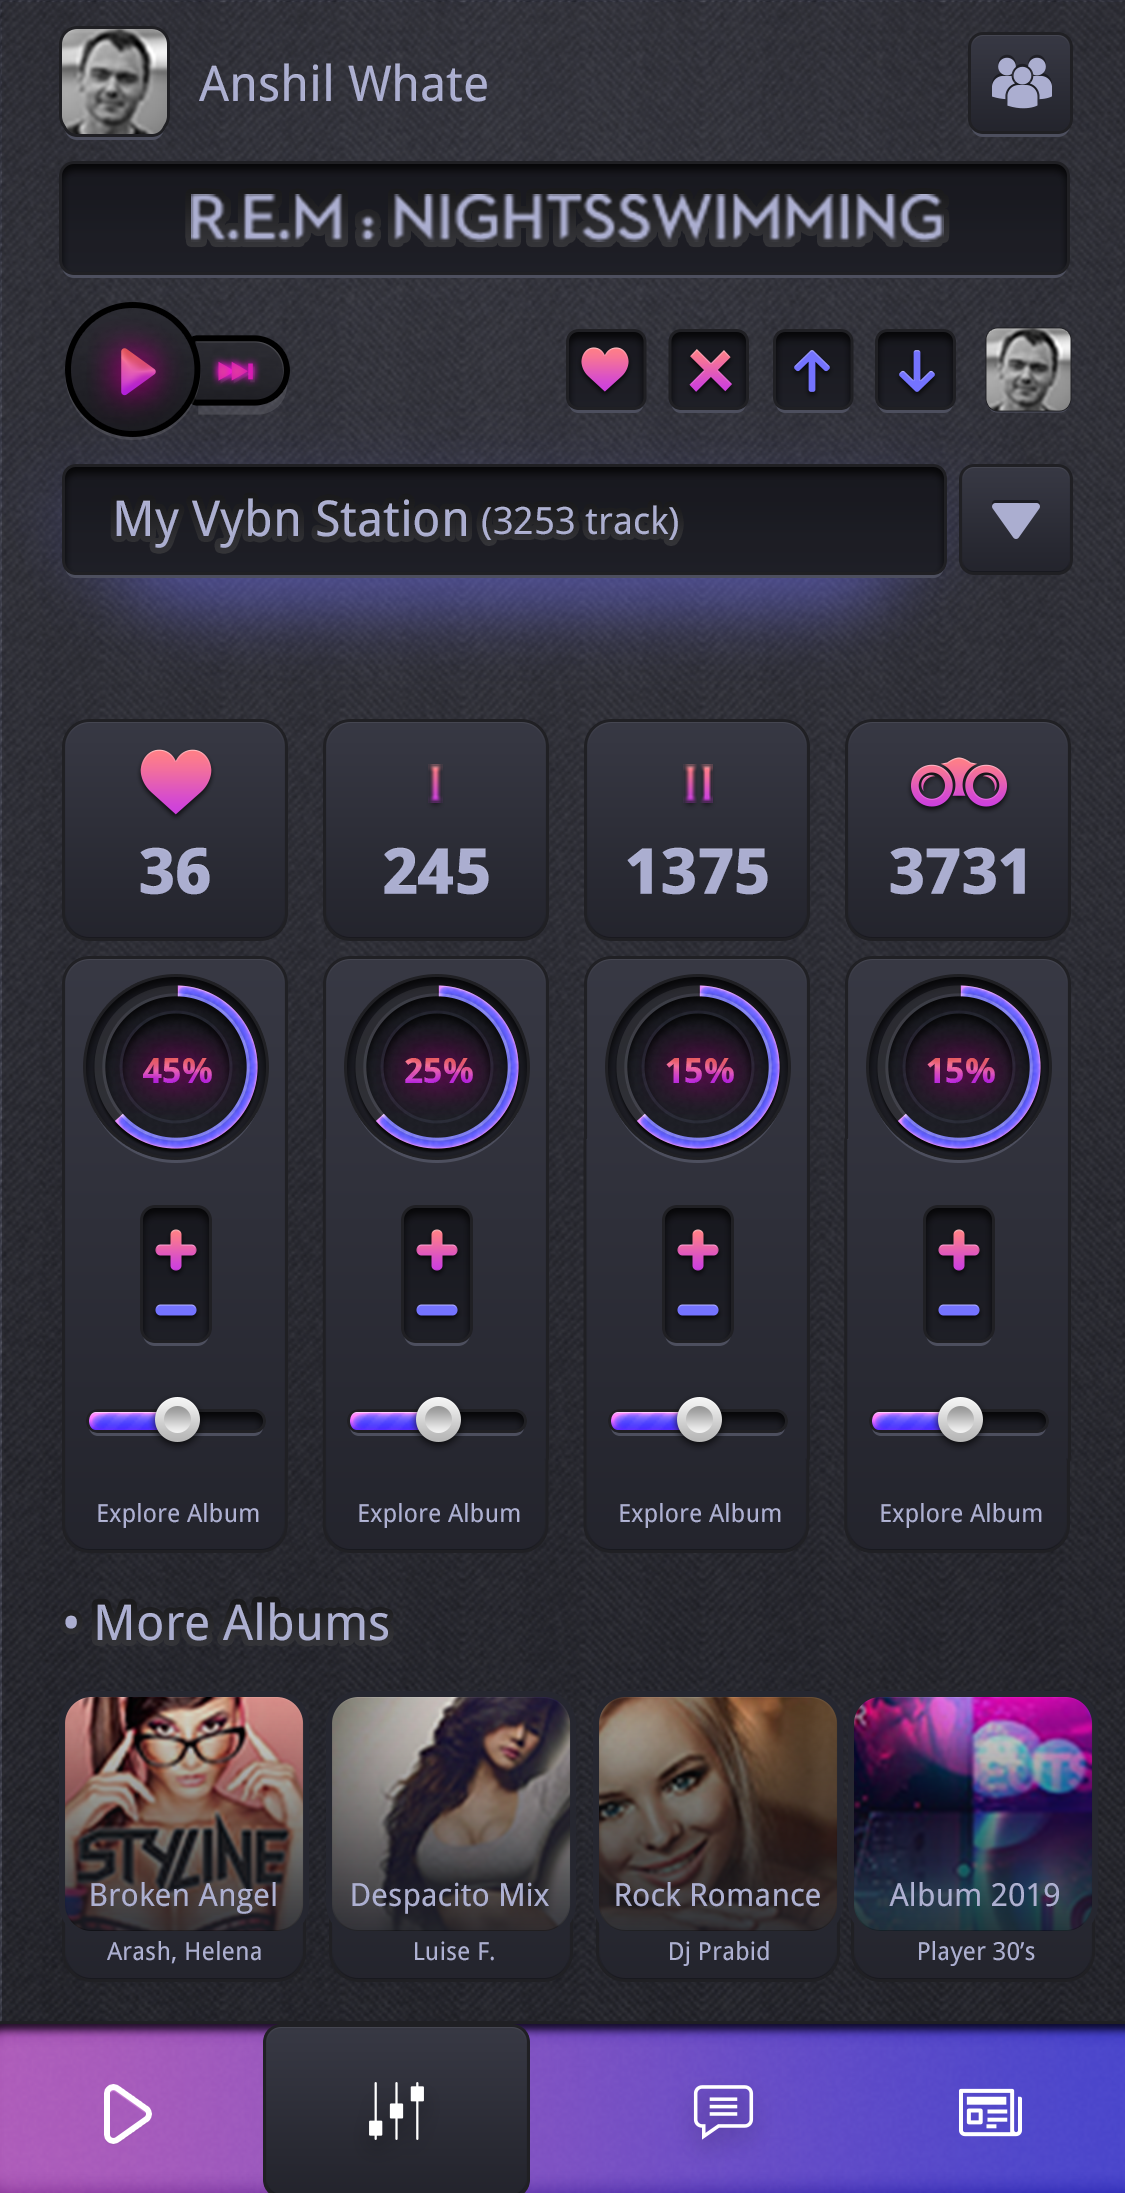 Anshil Whate
R.E.M : NIGHTSSWIMMING
My Vybn Station (3253 track)
I II
36 245 1375 3731
45% 25% 15% 15%
Explore Album Explore Album Explore Album Explore Album
• More Albums
STYLINE
Broken Angel Despacito Mix Rock Romance Album 2019
Arash, Helena Luise F. Dj Prabid Player 30’s